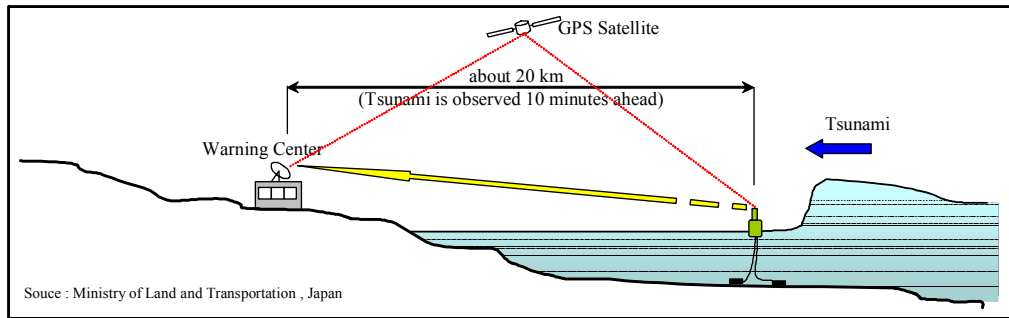 GPS Satellite
about 20 km
(Tsunami is observed 10 minutes ahead)
Tsunami
Warning Center
Souce : Ministry of Land and Transportation , Japan